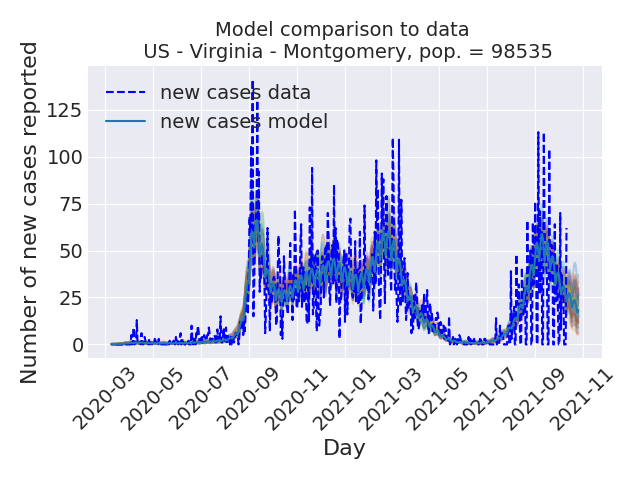 Model comparison to data
US - Virginia - Montgomery, pop. = 98535
new cases data
new cases model
Number of new cases reported
125
100
75
50
25
0
2020-03
2020-05
2020-07
2020-09
2020-11
2021-01
2021-03
2021-05
2021-07
2021-09
2021-11
Day